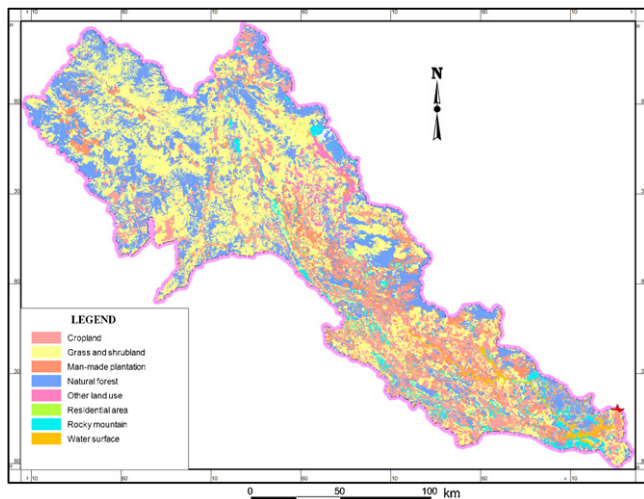 N
LEGEND
Cropland
Grass and shrubland
Man-made plantation
Natural forest
Other land use
Residential area
Rocky mountain
Water surface
0 50 100 km